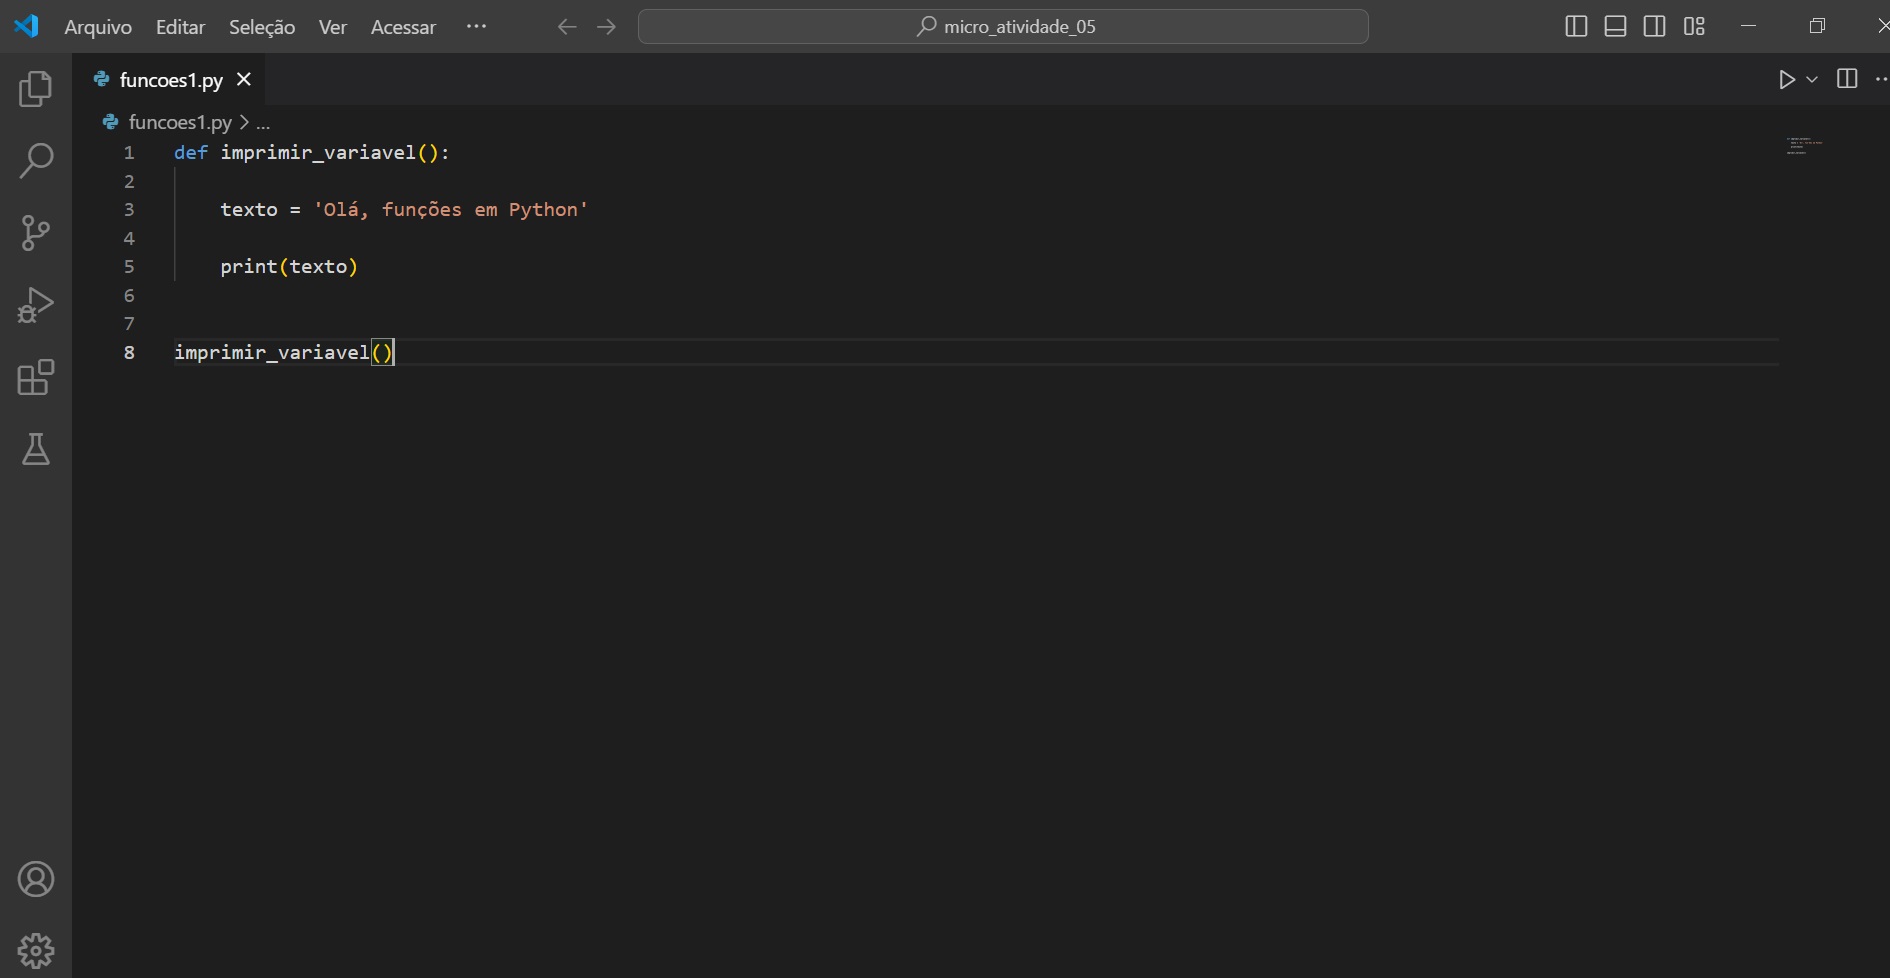 Arquivo Editar Seleção Ver Acessar ··· micro_atividade_05
funcoes1.py
funcoes1.py > ...
1 def imprimir_variavel():
2
3 texto = 'Olá, funções em Python'
4
5 print(texto)
6
7
8 imprimir_variavel()